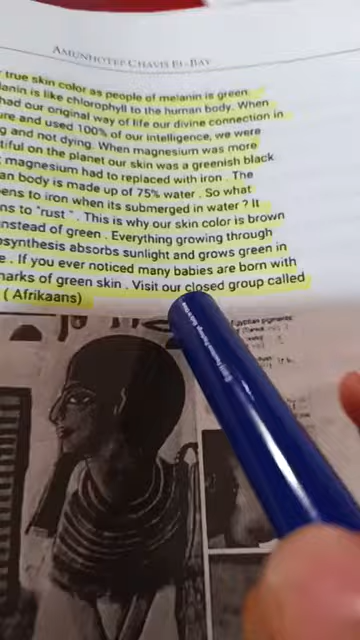 AMUNHOTEP CHAVIS EL-BEY
true skin color as people of melanin is green.
lanin is like chlorophyll to the human body. When
had our original way of life our divine connection in
ure and used 100% of our intelligence, we were
g and not dying. When magnesium was more
tiful on the planet our skin was a greenish black
magnesium had to replaced with iron . The
an body is made up of 75% water . So what
ens to iron when its submerged in water ? It
ns to "rust" . This is why our skin color is brown
instead of green . Everything growing through
osynthesis absorbs sunlight and grows green in
e . If you ever noticed many babies are born with
marks of green skin . Visit our closed group called
( Afrikaans)
Egyptian pigments